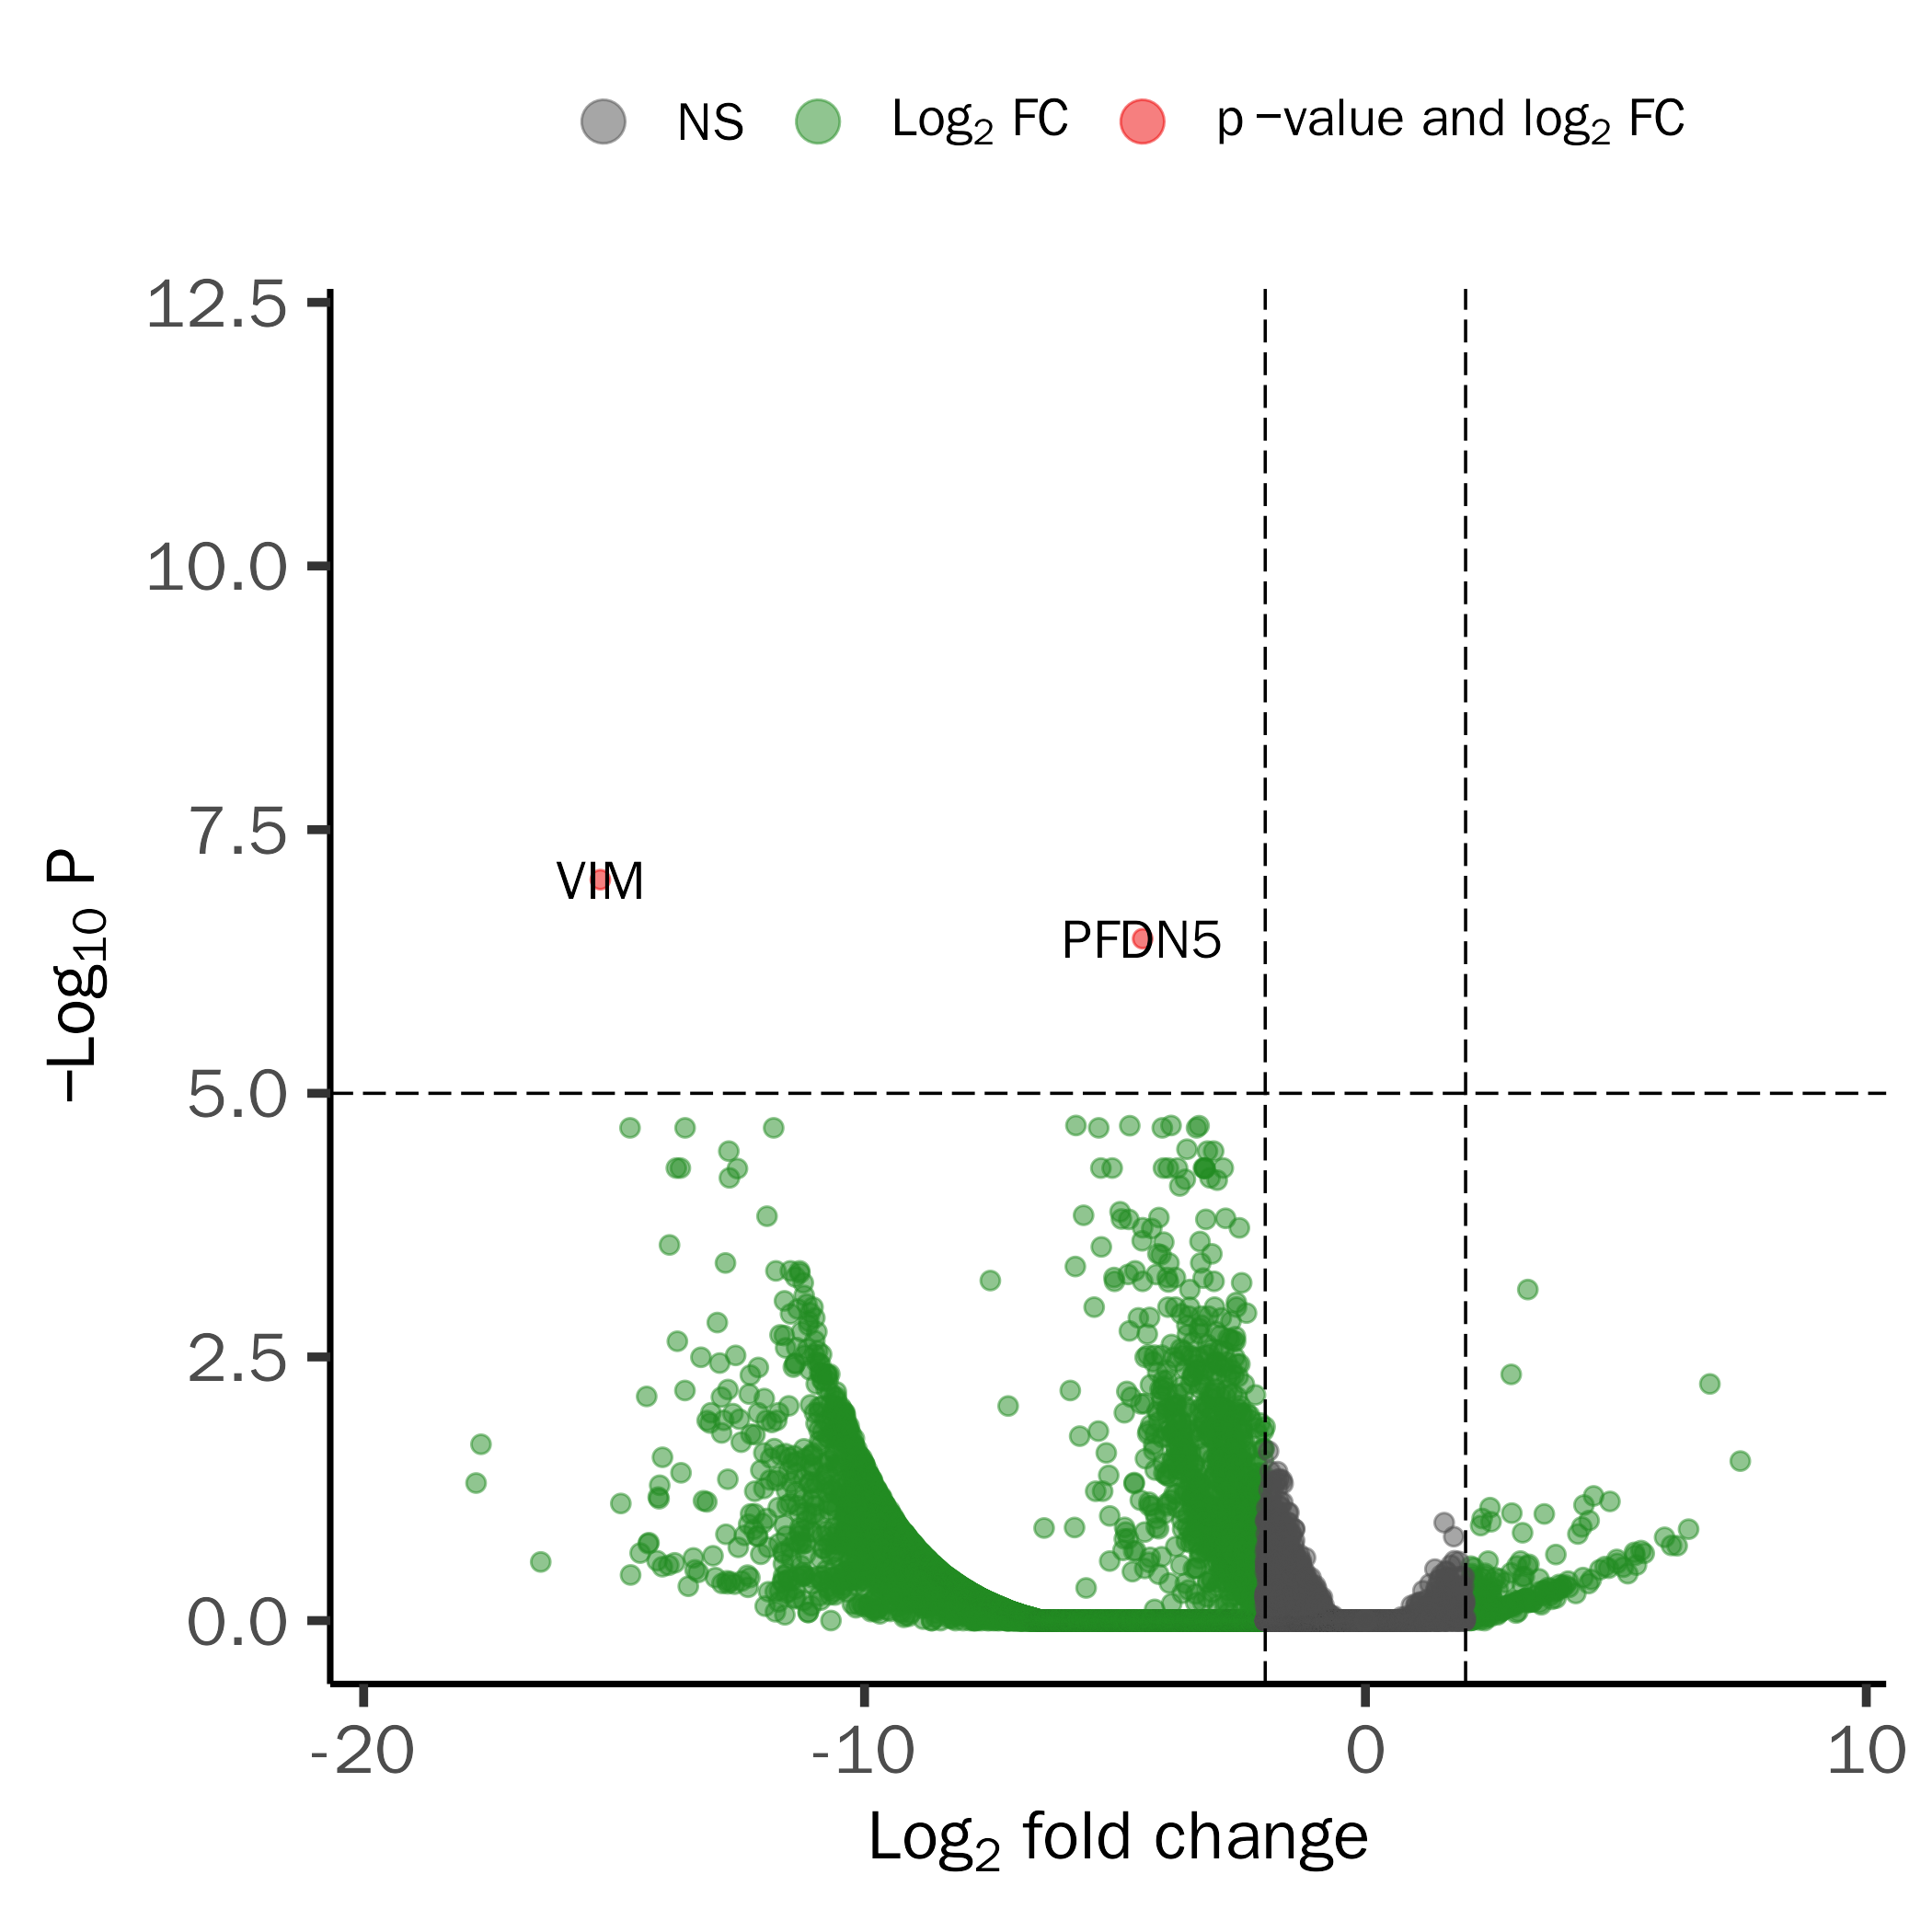 NS Log₂ FC p −value and log₂ FC
12.5
10.0
7.5
5.0
2.5
0.0
−Log₁₀ P
VIM
PFDN5
-20 -10 0 10
Log₂ fold change